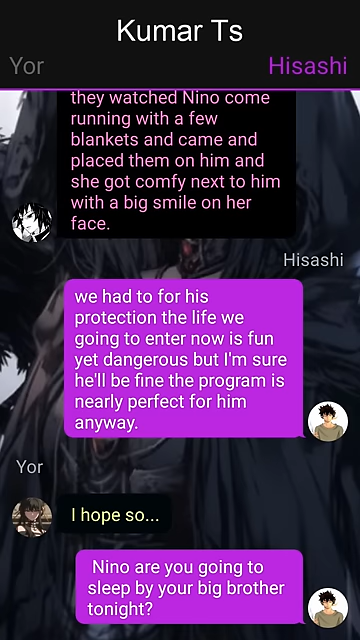 Kumar Ts
Yor
Hisashi
they watched Nino come
running with a few
blankets and came and
placed them on him and
she got comfy next to him
with a big smile on her
face.
Hisashi
we had to for his
protection the life we
going to enter now is fun
yet dangerous but I'm sure
he'll be fine the program is
nearly perfect for him
anyway.
Yor
I hope so...
Nino are you going to
sleep by your big brother
tonight?